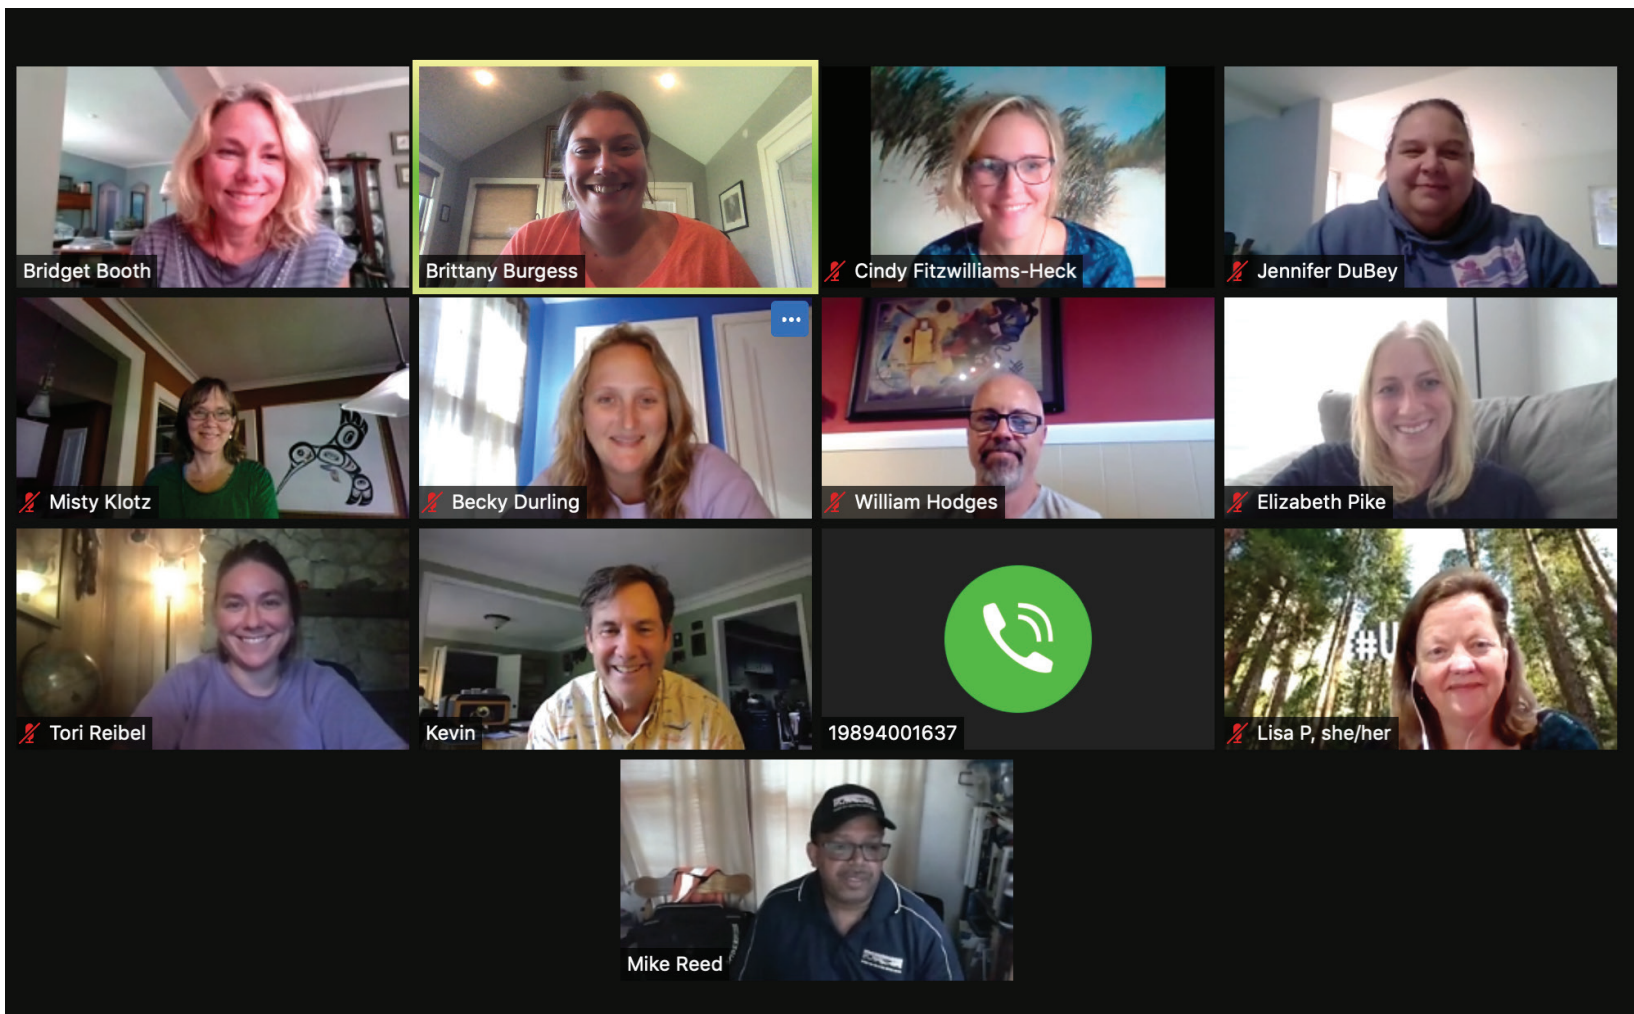 Bridget Booth
Brittany Burgess
Cindy Fitzwilliams-Heck
Jennifer DuBey
Misty Klotz
Becky Durling
William Hodges
Elizabeth Pike
Tori Reibel
Kevin
19894001637
#U
Lisa P, she/her
Mike Reed